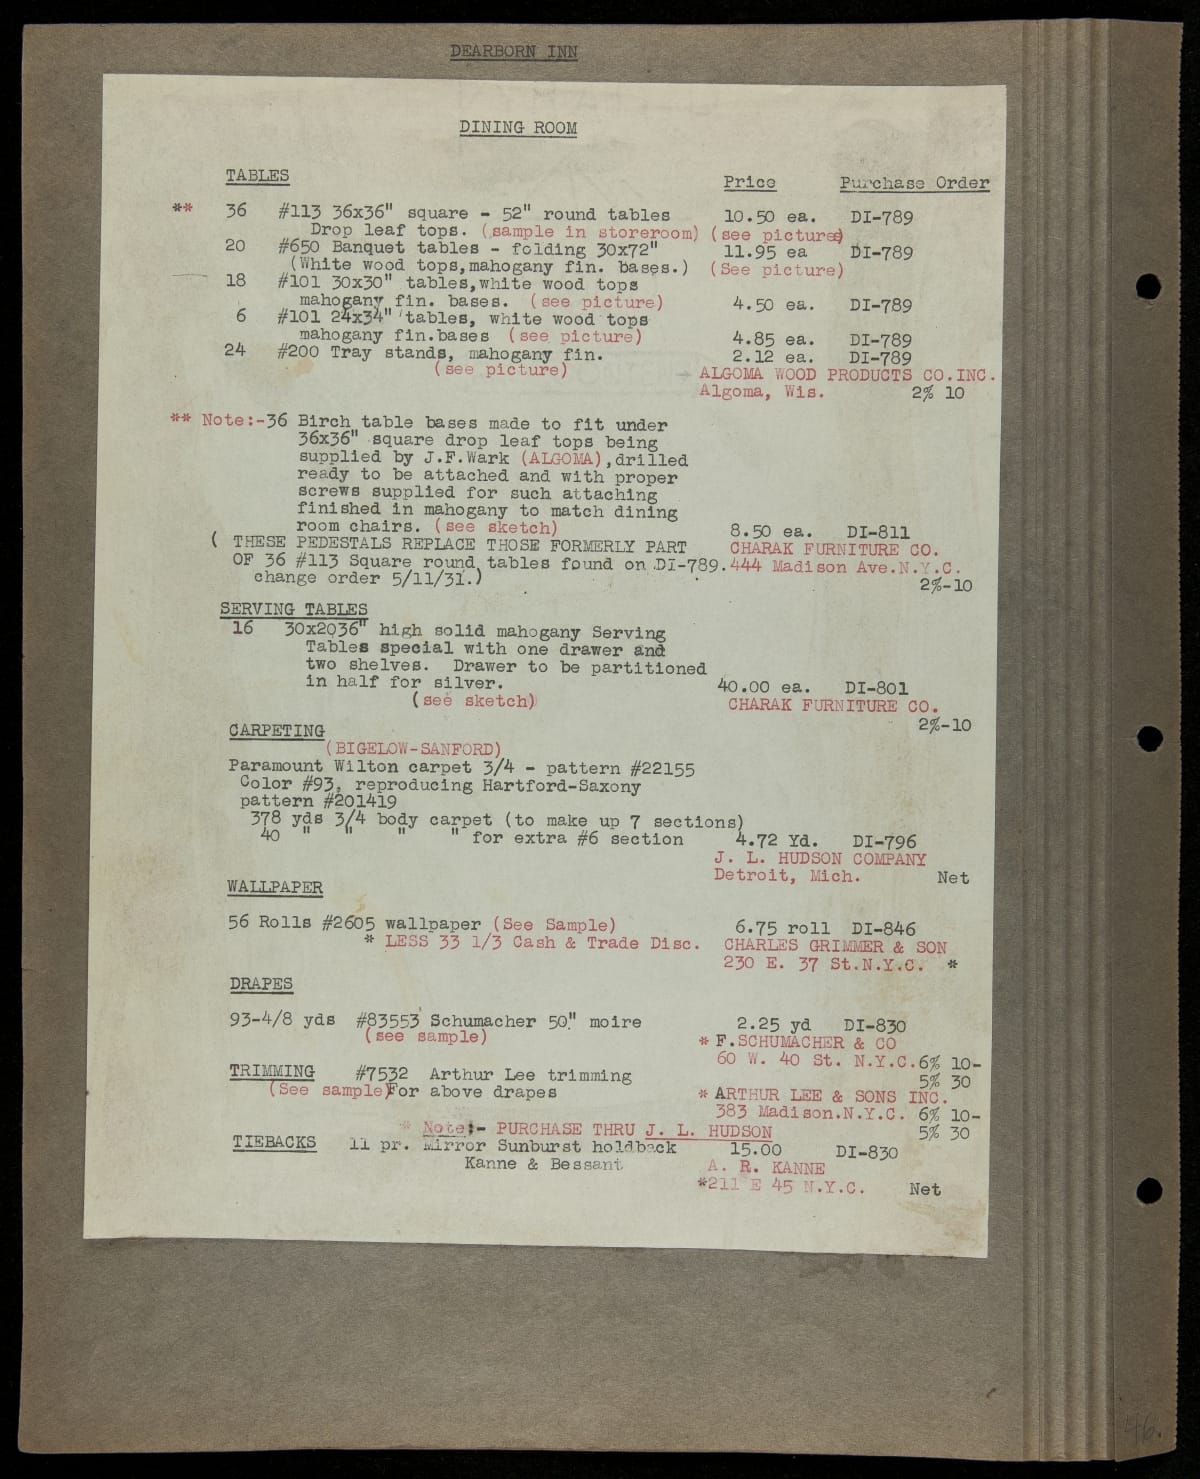 DEARBORN INN
DINING ROOM
TABLES Price Purchase Order
** 36 #113 36x36" square - 52" round tables 10.50 ea. DI-789
Drop leaf tops. (sample in storeroom) (see picture)
20 #650 Banquet tables - folding 30x72" 11.95 ea DI-789
(White wood tops,mahogany fin. bases.) (See picture)
18 #101 30x30" tables,white wood tops
mahogany fin. bases. (see picture) 4.50 ea. DI-789
6 #101 24x34" tables, white wood tops
mahogany fin.bases (see picture) 4.85 ea. DI-789
24 #200 Tray stands, mahogany fin. 2.12 ea. DI-789
(see picture) ALGOMA WOOD PRODUCTS CO.INC.
Algoma, Wis. 2% 10
** Note:-36 Birch table bases made to fit under
36x36" square drop leaf tops being
supplied by J.F.Wark (ALGOMA),drilled
ready to be attached and with proper
screws supplied for such attaching
finished in mahogany to match dining
room chairs. (see sketch) 8.50 ea. DI-811
( THESE PEDESTALS REPLACE THOSE FORMERLY PART CHARAK FURNITURE CO.
OF 36 #113 Square round tables found on DI-789. 444 Madison Ave.N.Y.C.
change order 5/11/31.) 2%-10
SERVING TABLES
16 30x2036" high solid mahogany Serving
Tables special with one drawer and
two shelves. Drawer to be partitioned
in half for silver. 40.00 ea. DI-801
(see sketch) CHARAK FURNITURE CO.
2%-10
CARPETING
(BIGELOW-SANFORD)
Paramount Wilton carpet 3/4 - pattern #22155
Color #93, reproducing Hartford-Saxony
pattern #201419
378 yds 3/4 body carpet (to make up 7 sections)
40 " " " " for extra #6 section 4.72 Yd. DI-796
J. L. HUDSON COMPANY
Detroit, Mich. Net
WALLPAPER
56 Rolls #2605 wallpaper (See Sample) 6.75 roll DI-846
* LESS 33 1/3 Cash & Trade Disc. CHARLES GRIMMER & SON
230 E. 37 St.N.Y.C. *
DRAPES
93-4/8 yds #83553 Schumacher 50" moire 2.25 yd DI-830
(see sample) * F.SCHUMACHER & CO
60 W. 40 St. N.Y.C. 6% 10-
TRIMMING #7532 Arthur Lee trimming 5% 30
(See sample)For above drapes * ARTHUR LEE & SONS INC.
383 Madison.N.Y.C. 6% 10-
* Note:- PURCHASE THRU J. L. HUDSON 5% 30
TIEBACKS 11 pr. Mirror Sunburst holdback 15.00 DI-830
Kanne & Bessant A. R. KANNE
*211 E 45 N.Y.C. Net
46.